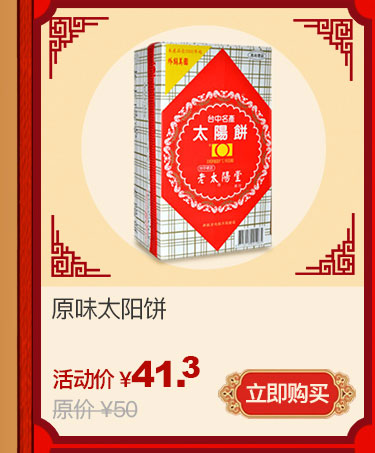 台中名產
太陽餅
老太陽堂
原味太阳饼
活动价 ¥41.3
原价 ¥50
立即购买